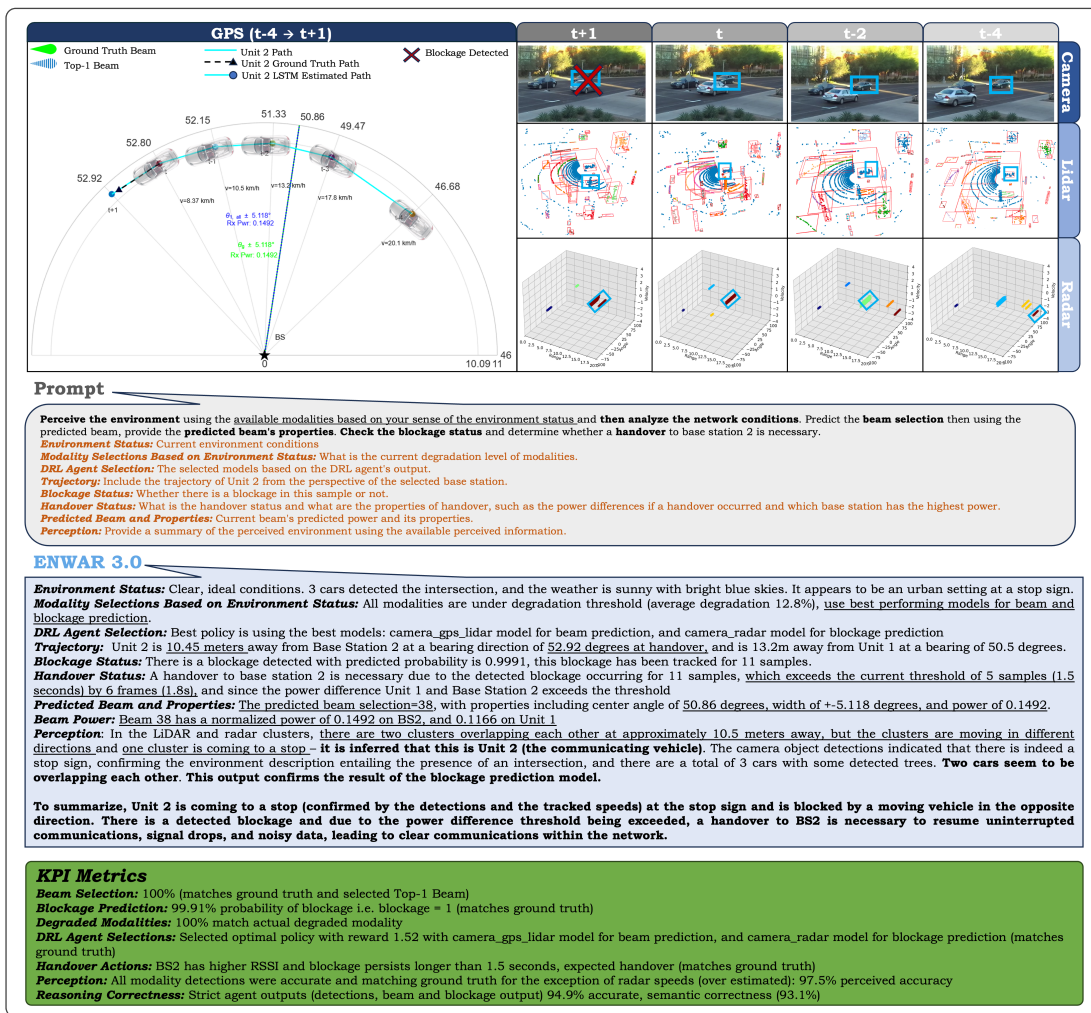 GPS (t-4 → t+1)
t+1
t
t-2
t-4
Ground Truth Beam
Top-1 Beam
Unit 2 Path
Unit 2 Ground Truth Path
Unit 2 LSTM Estimated Path
Blockage Detected
Camera
Lidar
Radar
51.33
50.86
52.15
49.47
52.80
52.92
46.68
t+1
v=10.5 km/h
v=13.2 km/h
v=8.37 km/h
v=17.8 km/h
± 5.118°
Rx Pwr: 0.1492
v=20.1 km/h
± 5.118°
Rx Pwr: 0.1492
BS
0
10.09 11
46
Prompt
Perceive the environment using the available modalities based on your sense of the environment status and then analyze the network conditions. Predict the beam selection then using the
predicted beam, provide the predicted beam's properties. Check the blockage status and determine whether a handover to base station 2 is necessary.
Environment Status: Current environment conditions
Modality Selections Based on Environment Status: What is the current degradation level of modalities.
DRL Agent Selection: The selected models based on the DRL agent's output.
Trajectory: Include the trajectory of Unit 2 from the perspective of the selected base station.
Blockage Status: Whether there is a blockage in this sample or not.
Handover Status: What is the handover status and what are the properties of handover, such as the power differences if a handover occurred and which base station has the highest power.
Predicted Beam and Properties: Current beam's predicted power and its properties.
Perception: Provide a summary of the perceived environment using the available perceived information.
ENWAR 3.0
Environment Status: Clear, ideal conditions. 3 cars detected the intersection, and the weather is sunny with bright blue skies. It appears to be an urban setting at a stop sign.
Modality Selections Based on Environment Status: All modalities are under degradation threshold (average degradation 12.8%), use best performing models for beam and
blockage prediction.
DRL Agent Selection: Best policy is using the best models: camera_gps_lidar model for beam prediction, and camera_radar model for blockage prediction
Trajectory: Unit 2 is 10.45 meters away from Base Station 2 at a bearing direction of 52.92 degrees at handover, and is 13.2m away from Unit 1 at a bearing of 50.5 degrees.
Blockage Status: There is a blockage detected with predicted probability is 0.9991, this blockage has been tracked for 11 samples.
Handover Status: A handover to base station 2 is necessary due to the detected blockage occurring for 11 samples, which exceeds the current threshold of 5 samples (1.5
seconds) by 6 frames (1.8s), and since the power difference Unit 1 and Base Station 2 exceeds the threshold
Predicted Beam and Properties: The predicted beam selection=38, with properties including center angle of 50.86 degrees, width of +-5.118 degrees, and power of 0.1492.
Beam Power: Beam 38 has a normalized power of 0.1492 on BS2, and 0.1166 on Unit 1
Perception: In the LiDAR and radar clusters, there are two clusters overlapping each other at approximately 10.5 meters away, but the clusters are moving in different
directions and one cluster is coming to a stop – it is inferred that this is Unit 2 (the communicating vehicle). The camera object detections indicated that there is indeed a
stop sign, confirming the environment description entailing the presence of an intersection, and there are a total of 3 cars with some detected trees. Two cars seem to be
overlapping each other. This output confirms the result of the blockage prediction model.
To summarize, Unit 2 is coming to a stop (confirmed by the detections and the tracked speeds) at the stop sign and is blocked by a moving vehicle in the opposite
direction. There is a detected blockage and due to the power difference threshold being exceeded, a handover to BS2 is necessary to resume uninterrupted
communications, signal drops, and noisy data, leading to clear communications within the network.
KPI Metrics
Beam Selection: 100% (matches ground truth and selected Top-1 Beam)
Blockage Prediction: 99.91% probability of blockage i.e. blockage = 1 (matches ground truth)
Degraded Modalities: 100% match actual degraded modality
DRL Agent Selections: Selected optimal policy with reward 1.52 with camera_gps_lidar model for beam prediction, and camera_radar model for blockage prediction (matches
ground truth)
Handover Actions: BS2 has higher RSSI and blockage persists longer than 1.5 seconds, expected handover (matches ground truth)
Perception: All modality detections were accurate and matching ground truth for the exception of radar speeds (over estimated): 97.5% perceived accuracy
Reasoning Correctness: Strict agent outputs (detections, beam and blockage output) 94.9% accurate, semantic correctness (93.1%)